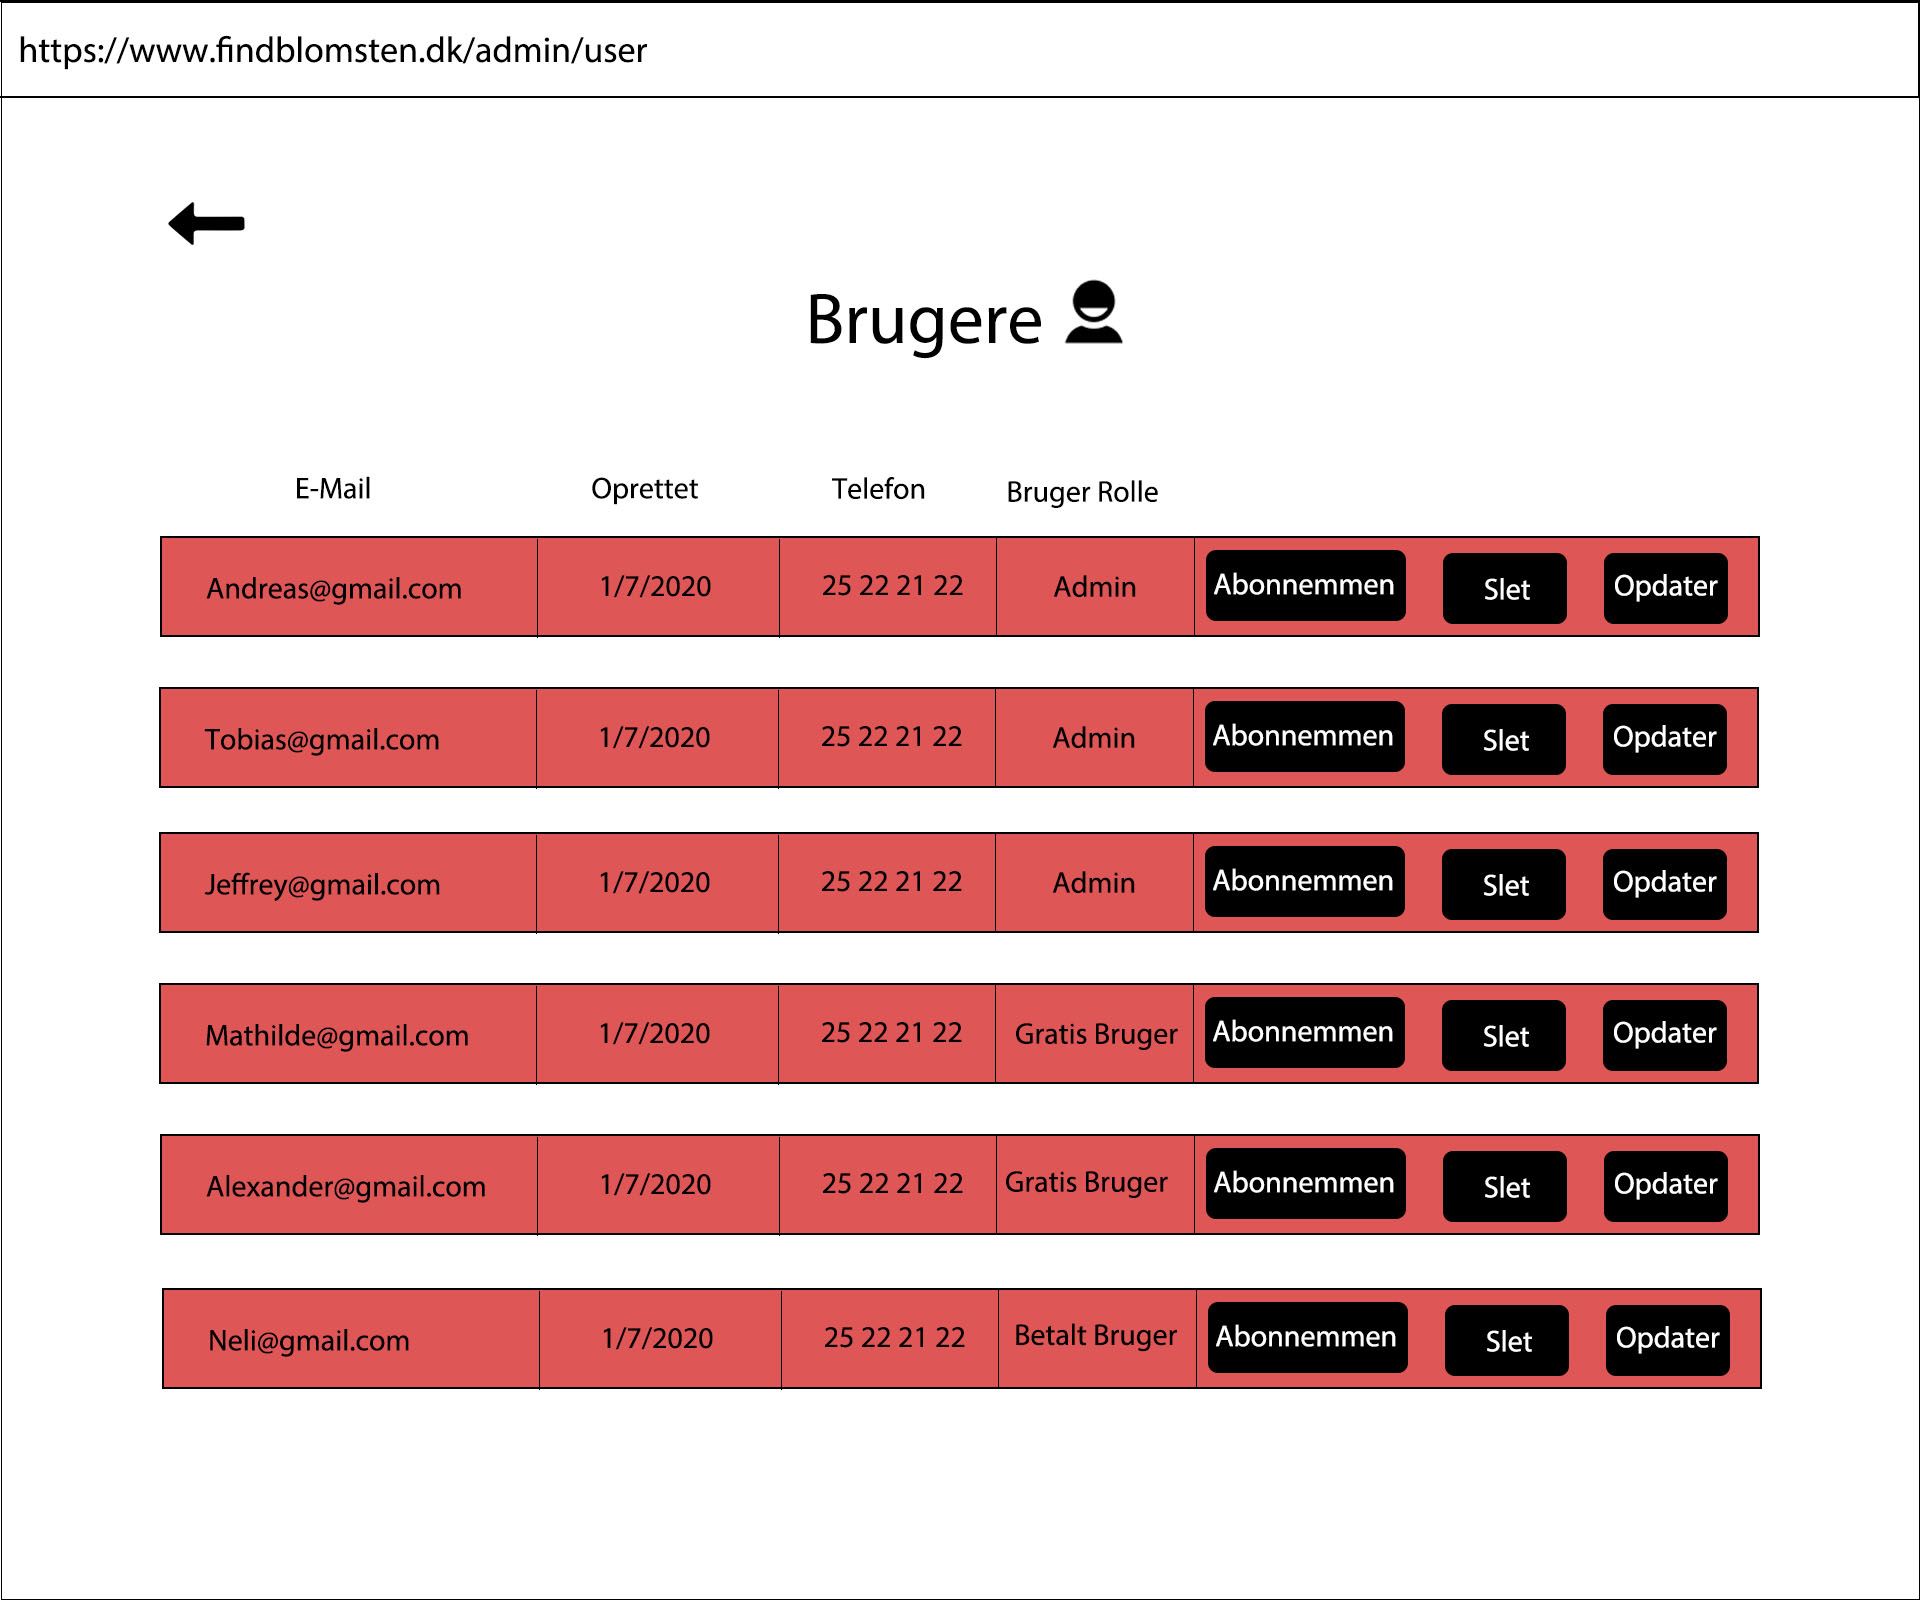 https://www.findblomsten.dk/admin/user
Brugere
E-Mail Oprettet Telefon Bruger Rolle
Andreas@gmail.com 1/7/2020 25 22 21 22 Admin Abonnemmen Slet Opdater
Tobias@gmail.com 1/7/2020 25 22 21 22 Admin Abonnemmen Slet Opdater
Jeffrey@gmail.com 1/7/2020 25 22 21 22 Admin Abonnemmen Slet Opdater
Mathilde@gmail.com 1/7/2020 25 22 21 22 Gratis Bruger Abonnemmen Slet Opdater
Alexander@gmail.com 1/7/2020 25 22 21 22 Gratis Bruger Abonnemmen Slet Opdater
Neli@gmail.com 1/7/2020 25 22 21 22 Betalt Bruger Abonnemmen Slet Opdater